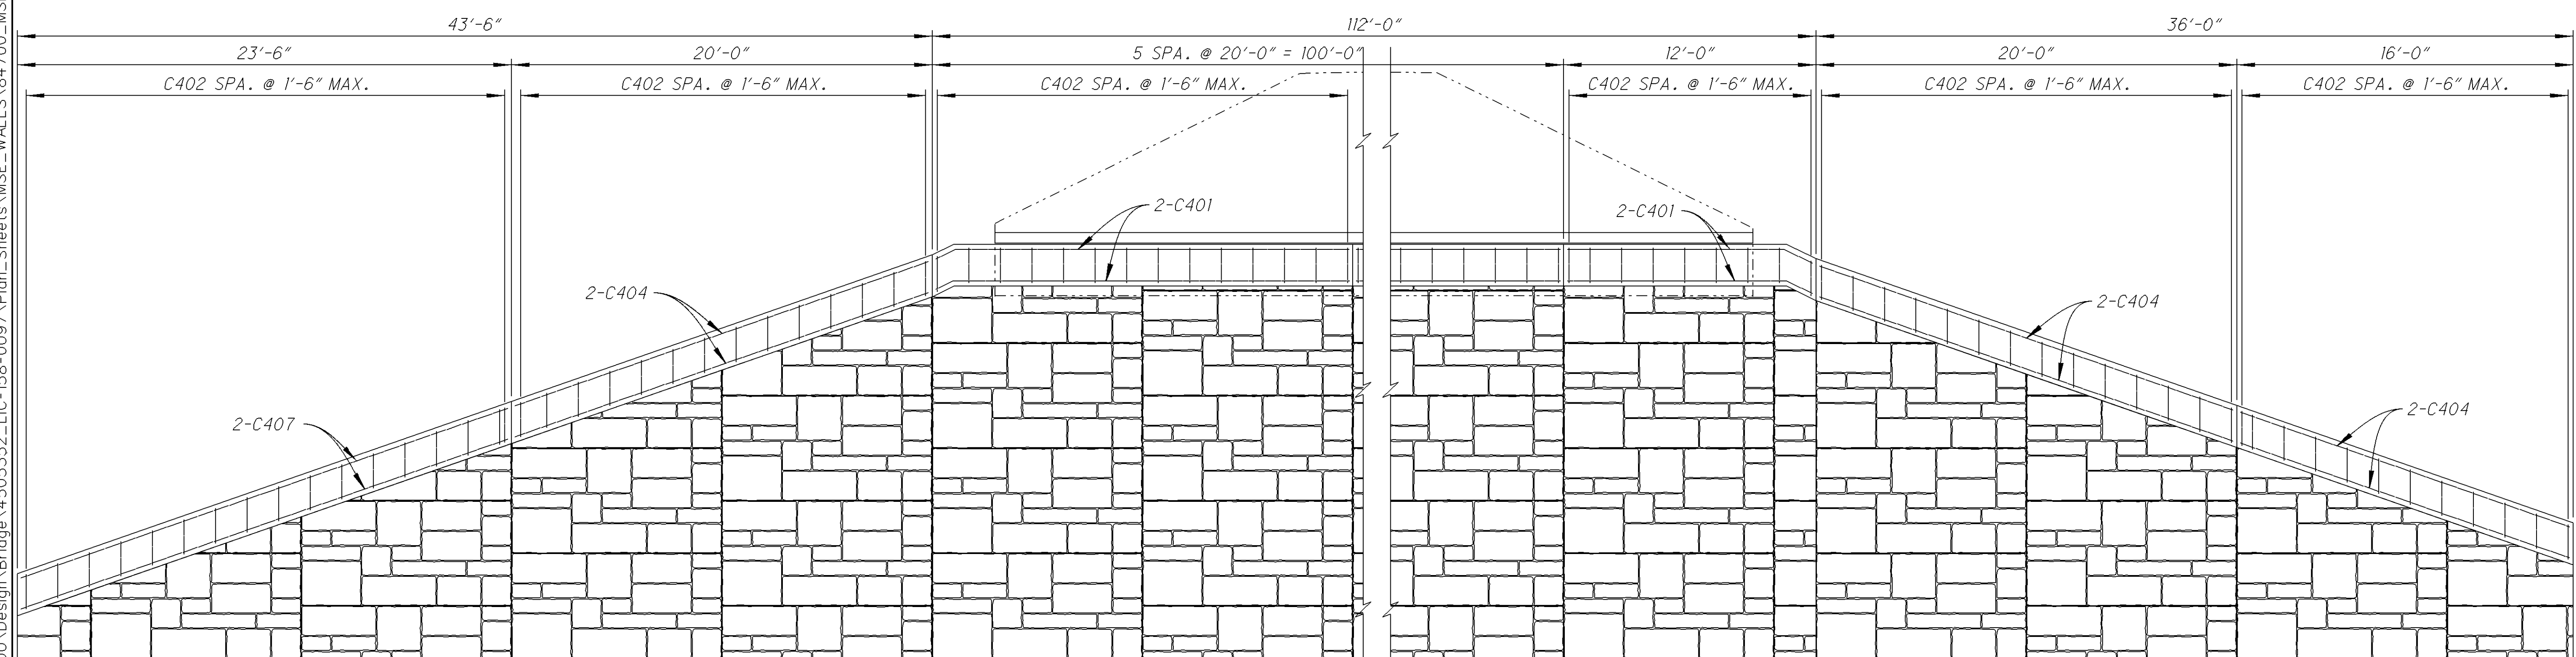 43'-6" 112'-0" 36'-0"
23'-6" 20'-0" 5 SPA. @ 20'-0" = 100'-0" 12'-0" 20'-0" 16'-0"
C402 SPA. @ 1'-6" MAX. C402 SPA. @ 1'-6" MAX. C402 SPA. @ 1'-6" MAX. C402 SPA. @ 1'-6" MAX. C402 SPA. @ 1'-6" MAX. C402 SPA. @ 1'-6" MAX.
2-C401 2-C401
2-C404 2-C404
2-C407 2-C404